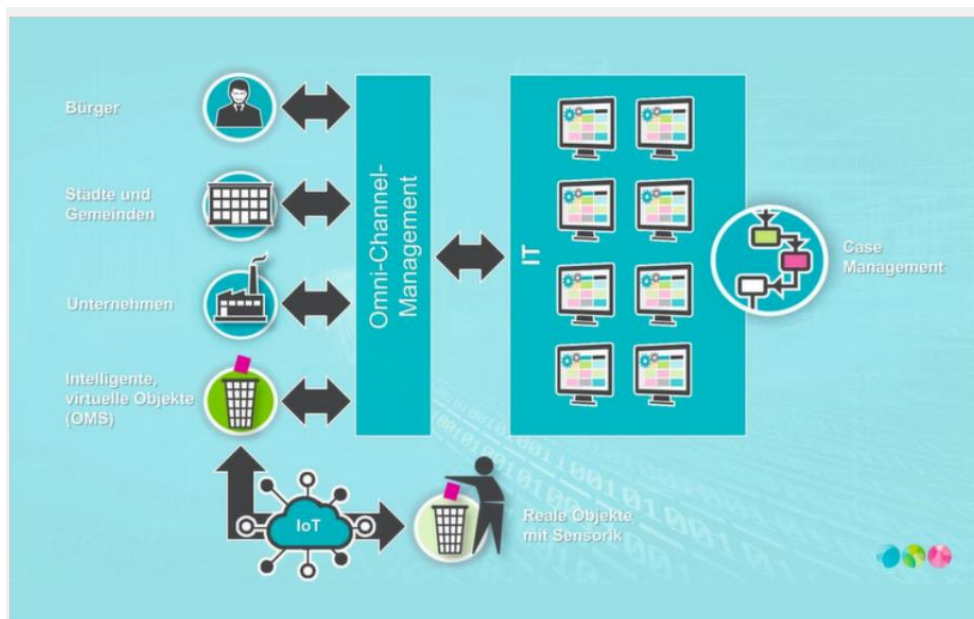 Bürger
Städte und
Gemeinden
Unternehmen
Intelligente,
virtuelle Objekte
(OMS)
Omni-Channel-
Management
IT
Case
Management
IoT
Reale Objekte
mit Sensorik